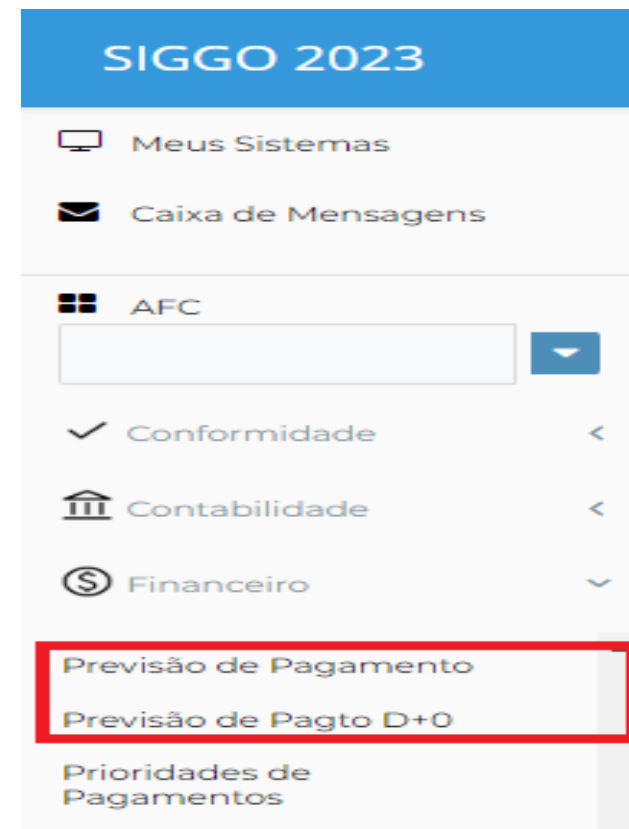 SIGGO 2023
Meus Sistemas
Caixa de Mensagens
AFC
Conformidade
Contabilidade
Financeiro
Previsão de Pagamento
Previsão de Pagto D+0
Prioridades de
Pagamentos